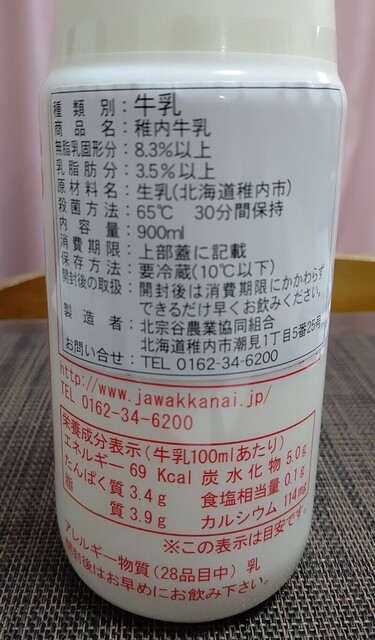 種類別：牛乳
商品名：稚内牛乳
無脂乳固形分：8.3%以上
乳脂肪分：3.5%以上
原材料名：生乳(北海道稚内市)
殺菌方法：65℃ 30分間保持
内容量：900ml
消費期限：上部蓋に記載
保存方法：要冷蔵(10℃以下)
開封後の取扱：開封後は消費期限にかかわらず
できるだけ早くお飲みください。
製造者：北宗谷農業協同組合
北海道稚内市潮見1丁目5番25号
お問い合せ：TEL 0162-34-6200
http://www.jawakkanai.jp/
TEL 0162-34-6200
栄養成分表示(牛乳100mlあたり)
エネルギー 69 Kcal 炭水化物 5.0g
たんぱく質 3.4g 食塩相当量 0.1g
脂質 3.9g カルシウム 114mg
※この表示は目安です。
アレルギー物質(28品目中) 乳
開封後はお早めにお飲み下さい。